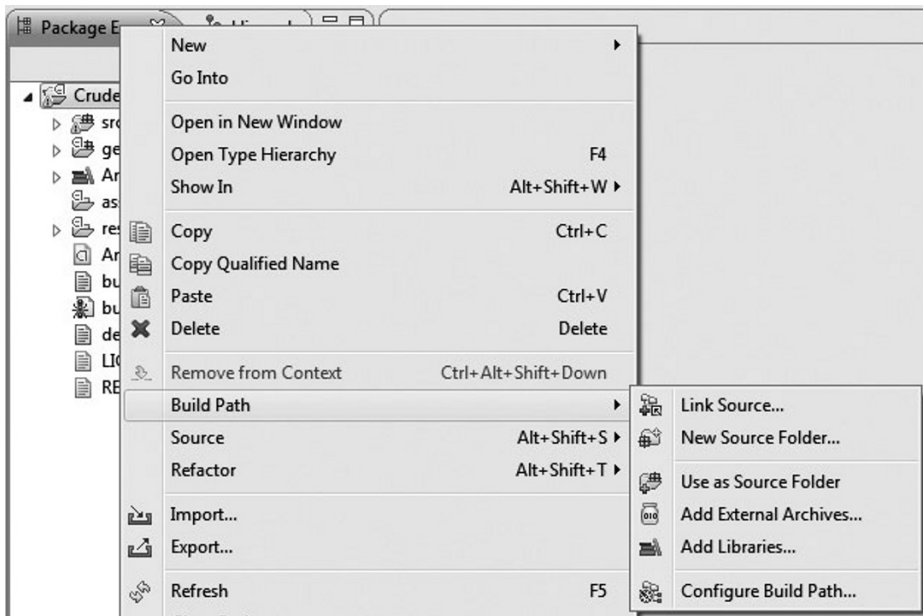 Package E
New
Go Into
Crude
Open in New Window
src
Open Type Hierarchy F4
ge
Show In Alt+Shift+W
An
as
res
Copy Ctrl+C
An
Copy Qualified Name
bu
Paste Ctrl+V
bu
Delete Delete
de
LIC
Remove from Context Ctrl+Alt+Shift+Down
RE
Build Path
Link Source...
Source Alt+Shift+S
New Source Folder...
Refactor Alt+Shift+T
Use as Source Folder
Import...
Add External Archives...
Export...
Add Libraries...
Refresh F5
Configure Build Path...